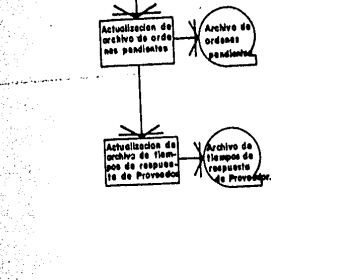 Actualizacion de
archivo de orde
nes pendientes
Archivo de
ordenes
pendientes
Actualizacion de
archivo de tiem-
pos de respues-
ta de Proveedor
Archivo de
tiempos de
respuesta
de Proveedor.